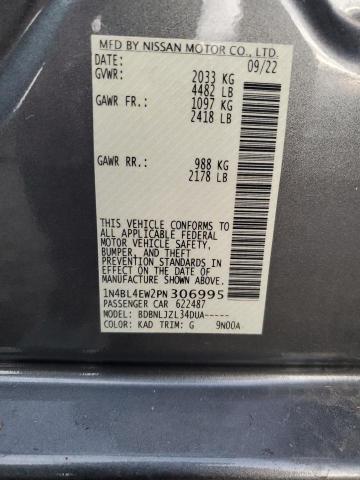 MFD BY NISSAN MOTOR CO., LTD.
DATE: 09/22
GVWR: 2033 KG
4482 LB
GAWR FR.: 1097 KG
2418 LB
GAWR RR.: 988 KG
2178 LB
THIS VEHICLE CONFORMS TO
ALL APPLICABLE FEDERAL
MOTOR VEHICLE SAFETY,
BUMPER, AND THEFT
PREVENTION STANDARDS IN
EFFECT ON THE DATE OF
MANUFACTURE SHOWN ABOVE.
1N4BL4EW2PN306995
PASSENGER CAR 622487
MODEL: BDBNLJZL34DUA-----
COLOR: KAD TRIM: G 9N00A